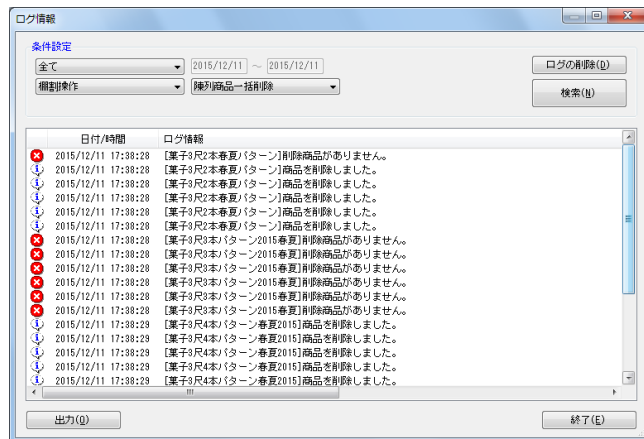 ログ情報
条件設定
全て 2015/12/11 ～ 2015/12/11 ログの削除(D)
棚割操作 陳列商品一括削除 検索(N)
日付/時間 ログ情報
2015/12/11 17:38:28 [菓子3尺2本春夏パターン]削除商品がありません。
2015/12/11 17:38:28 [菓子3尺2本春夏パターン]商品を削除しました。
2015/12/11 17:38:28 [菓子3尺2本春夏パターン]商品を削除しました。
2015/12/11 17:38:28 [菓子3尺2本春夏パターン]商品を削除しました。
2015/12/11 17:38:28 [菓子3尺2本春夏パターン]商品を削除しました。
2015/12/11 17:38:28 [菓子3尺2本春夏パターン]商品を削除しました。
2015/12/11 17:38:28 [菓子3尺3本パターン2015春夏]削除商品がありません。
2015/12/11 17:38:28 [菓子3尺3本パターン2015春夏]削除商品がありません。
2015/12/11 17:38:28 [菓子3尺3本パターン2015春夏]削除商品がありません。
2015/12/11 17:38:28 [菓子3尺3本パターン2015春夏]削除商品がありません。
2015/12/11 17:38:28 [菓子3尺3本パターン2015春夏]削除商品がありません。
2015/12/11 17:38:28 [菓子3尺3本パターン2015春夏]削除商品がありません。
2015/12/11 17:38:29 [菓子3尺4本パターン春夏2015]商品を削除しました。
2015/12/11 17:38:29 [菓子3尺4本パターン春夏2015]商品を削除しました。
2015/12/11 17:38:29 [菓子3尺4本パターン春夏2015]商品を削除しました。
2015/12/11 17:38:29 [菓子3尺4本パターン春夏2015]商品を削除しました。
2015/12/11 17:38:29 [菓子3尺4本パターン春夏2015]商品を削除しました。
出力(O) 終了(E)